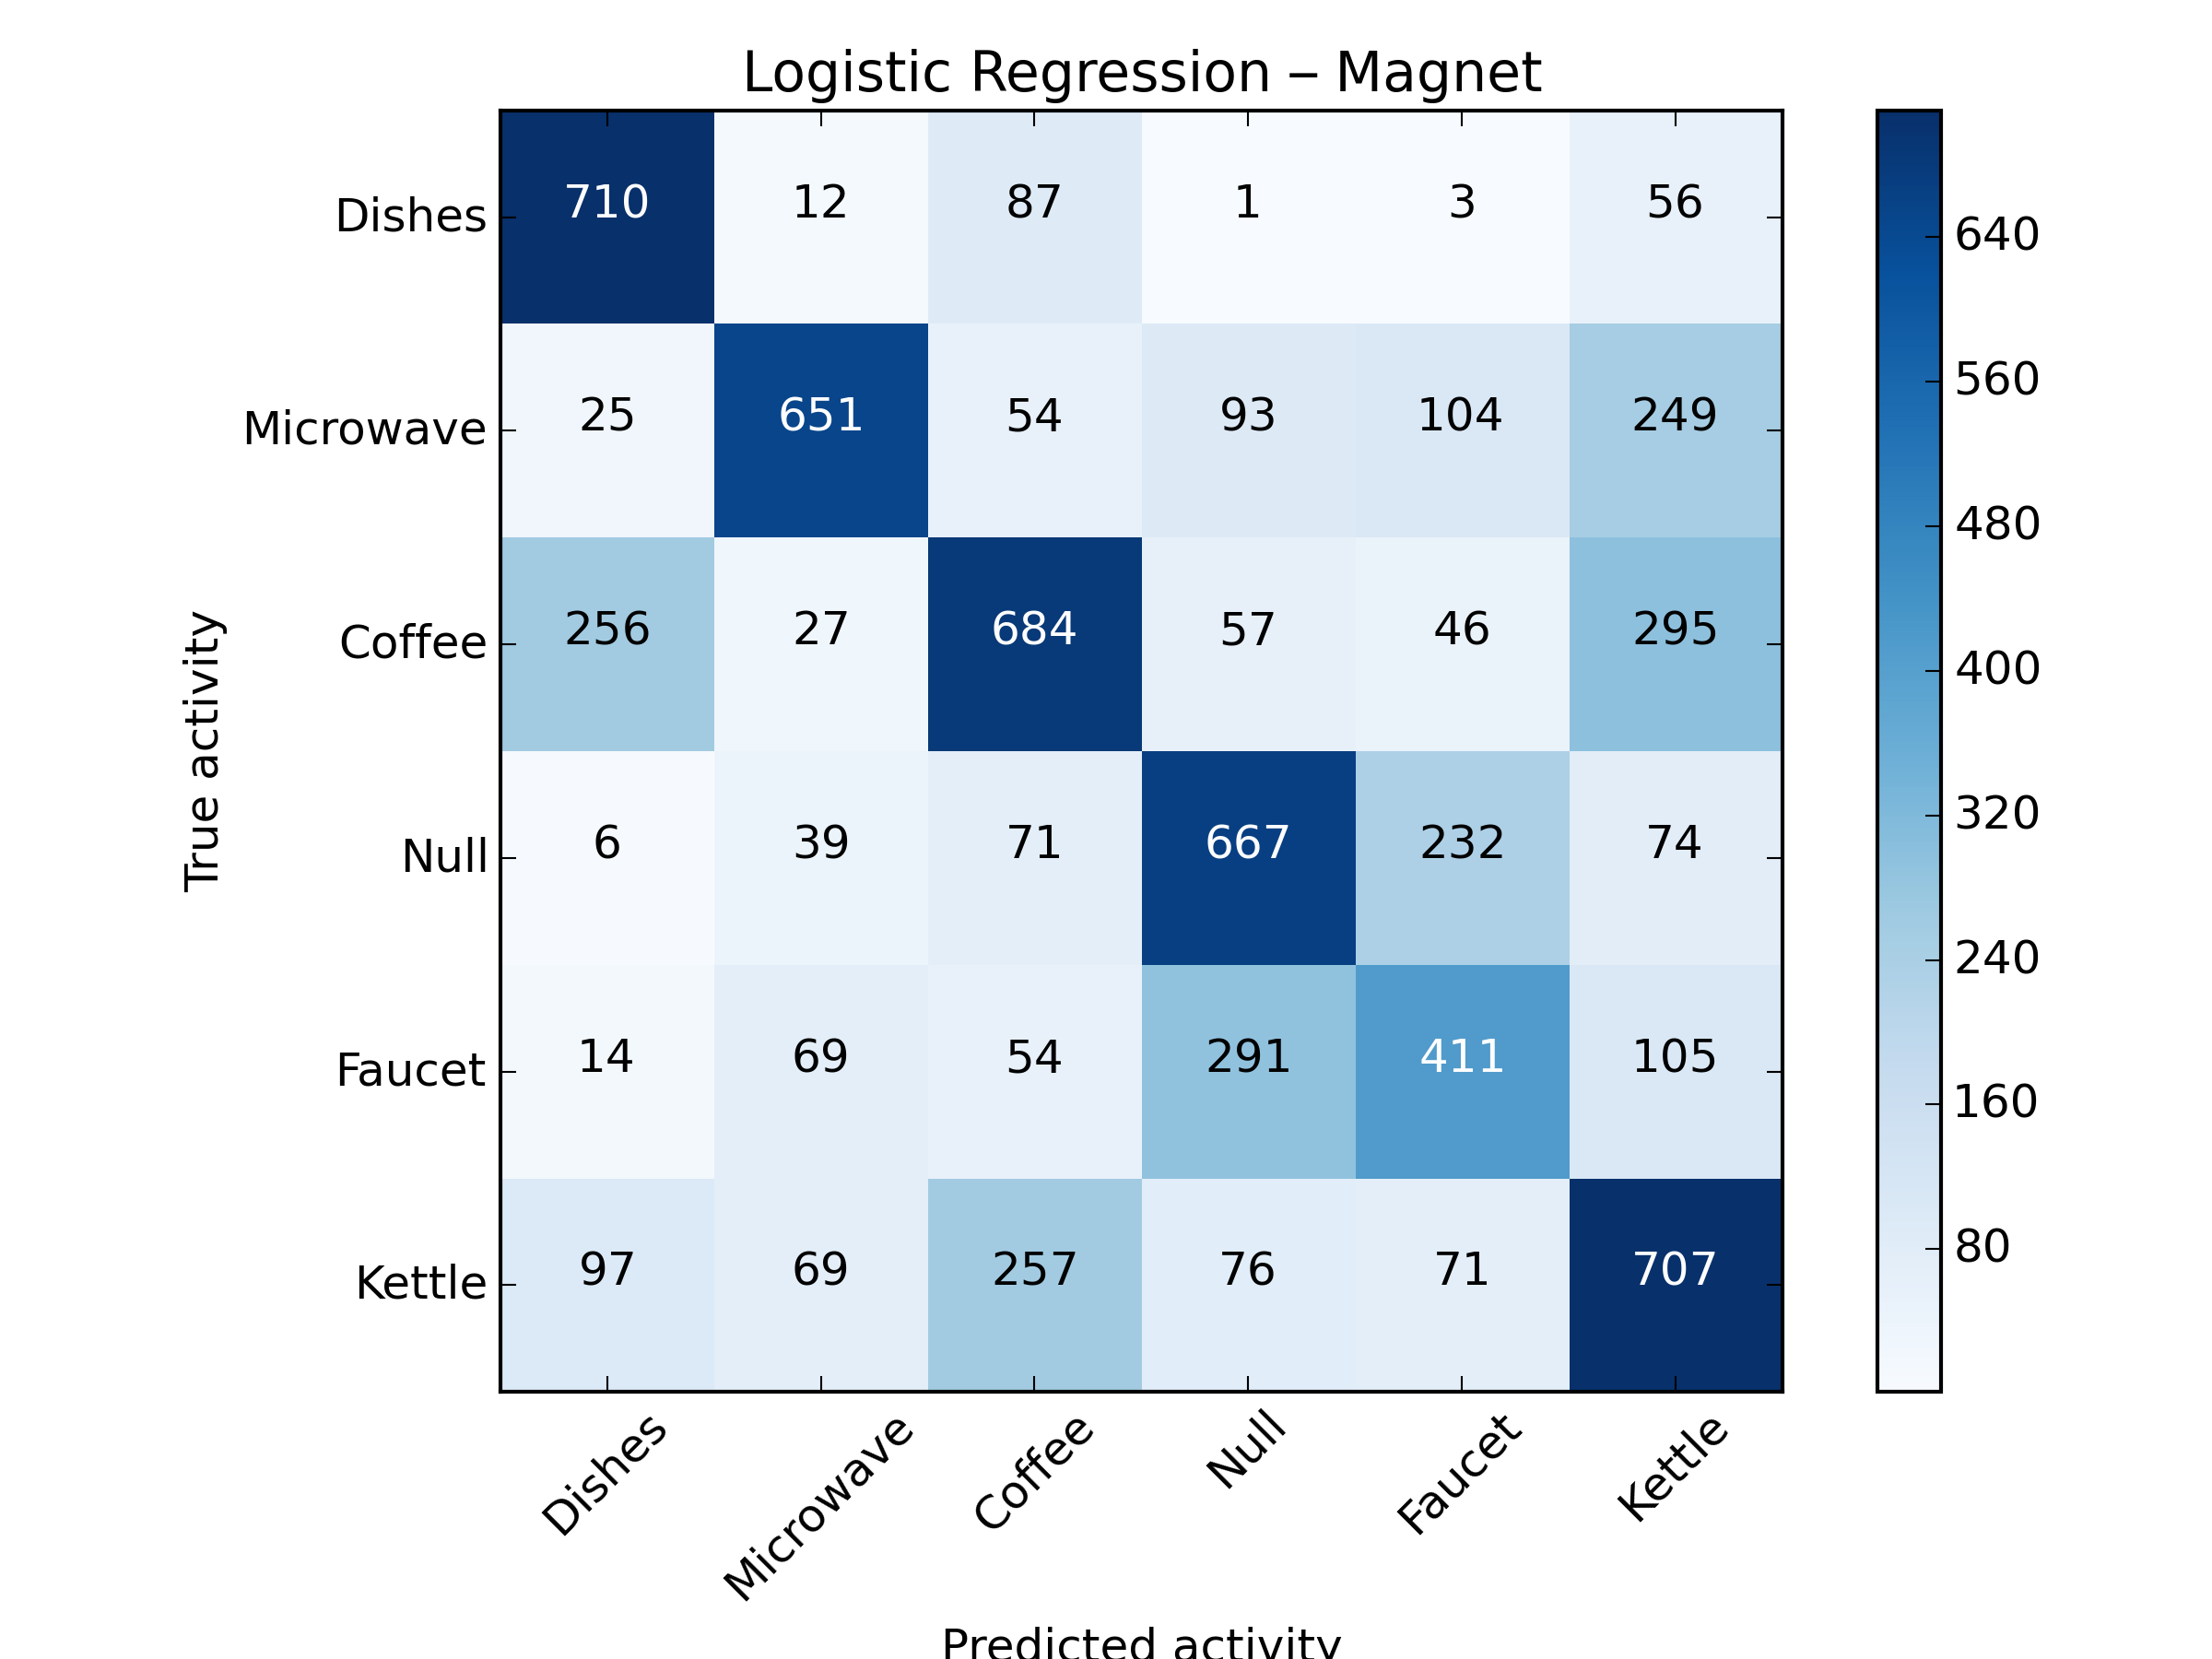 Logistic Regression – Magnet
True activity
Dishes 710 12 87 1 3 56
Microwave 25 651 54 93 104 249
Coffee 256 27 684 57 46 295
Null 6 39 71 667 232 74
Faucet 14 69 54 291 411 105
Kettle 97 69 257 76 71 707
Dishes Microwave Coffee Null Faucet Kettle
Predicted activity
640
560
480
400
320
240
160
80